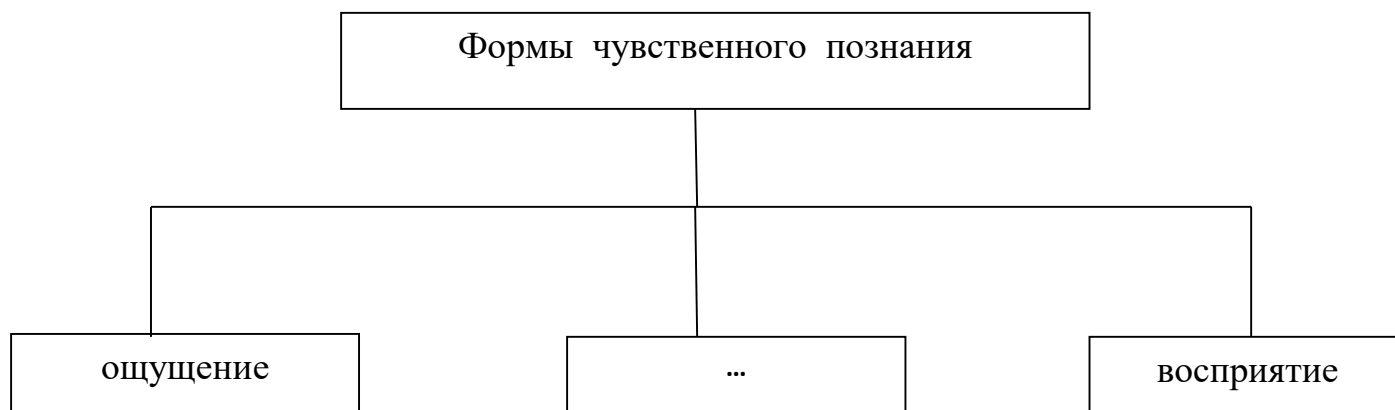 Формы чувственного познания
ощущение
...
восприятие